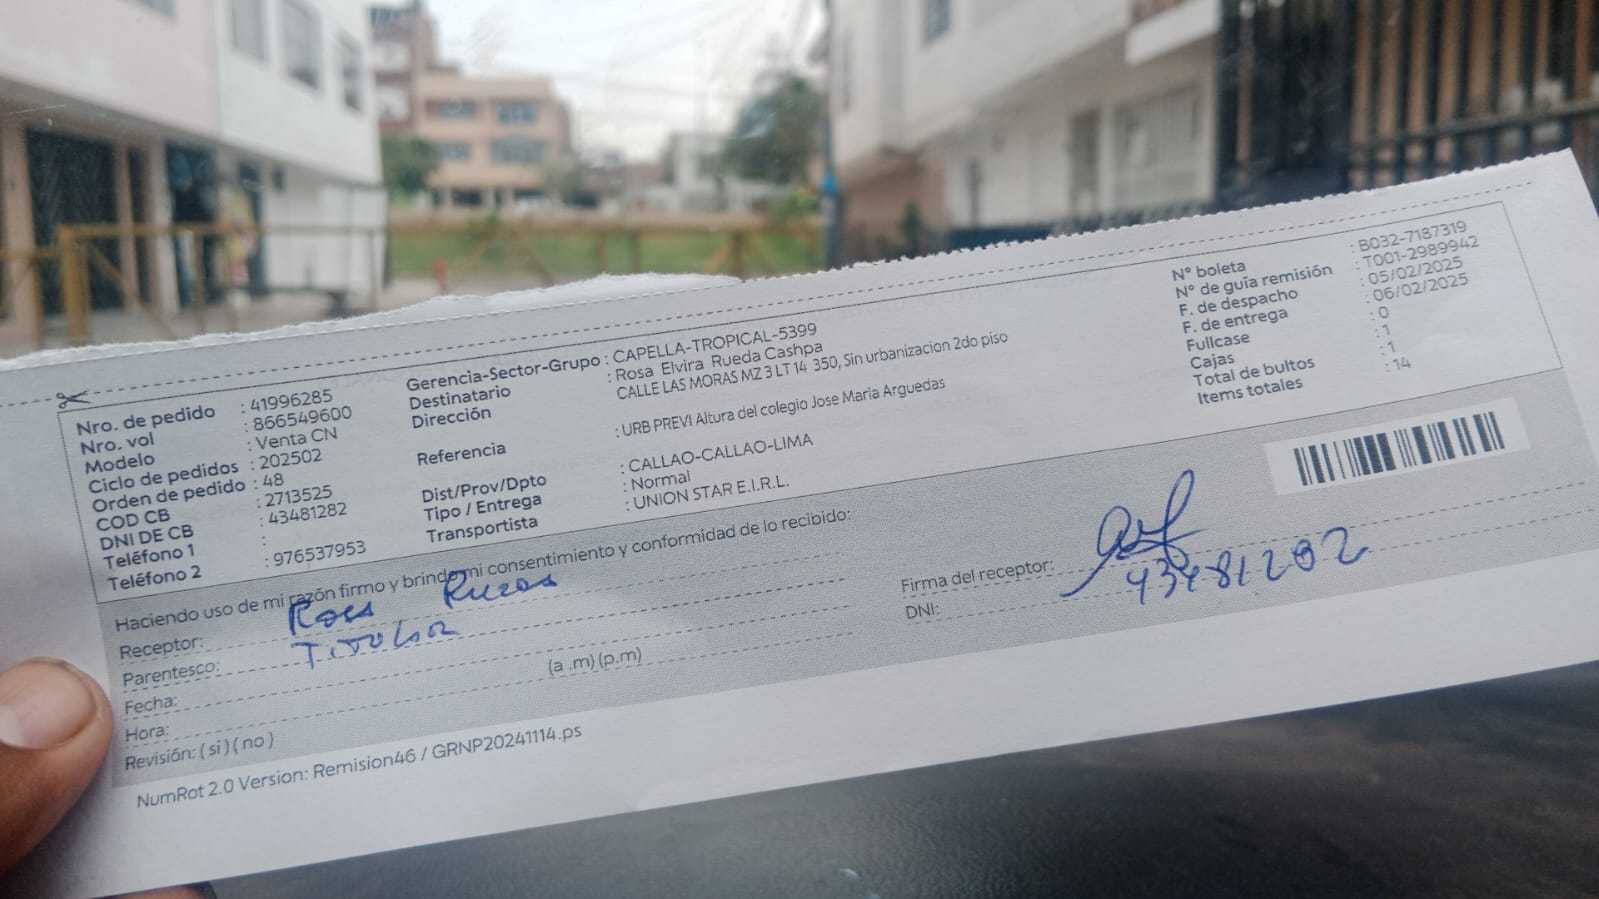 Nro. de pedido : 41996285
Nro. vol : 866549600
Modelo : Venta CN
Ciclo de pedidos : 202502
Orden de pedido : 48
COD CB : 2713525
DNI DE CB : 43481282
Teléfono 1 :
Teléfono 2 : 976537953
Gerencia-Sector-Grupo : CAPELLA-TROPICAL-5399
Destinatario : Rosa Elvira Rueda Cashpa
Dirección CALLE LAS MORAS MZ 3 LT 14 350, Sin urbanizacion 2do piso
Referencia : URB PREVI Altura del colegio Jose Maria Arguedas
Dist/Prov/Dpto : CALLAO-CALLAO-LIMA
Tipo / Entrega : Normal
Transportista : UNION STAR E.I.R.L.
N° boleta : B032-7187319
N° de guía remisión : T001-2989942
F. de despacho : 05/02/2025
F. de entrega : 06/02/2025
Fullcase : 0
Cajas : 1
Total de bultos : 1
Items totales : 14
Haciendo uso de mi razón firmo y brindo mi consentimiento y conformidad de lo recibido:
Receptor: Rosa
Parentesco: Titular
Fecha:
Hora: (a .m) (p.m)
Revisión: ( si ) ( no )
Firma del receptor:
DNI: 43481282
NumRot 2.0 Version: Remision46 / GRNP20241114.ps